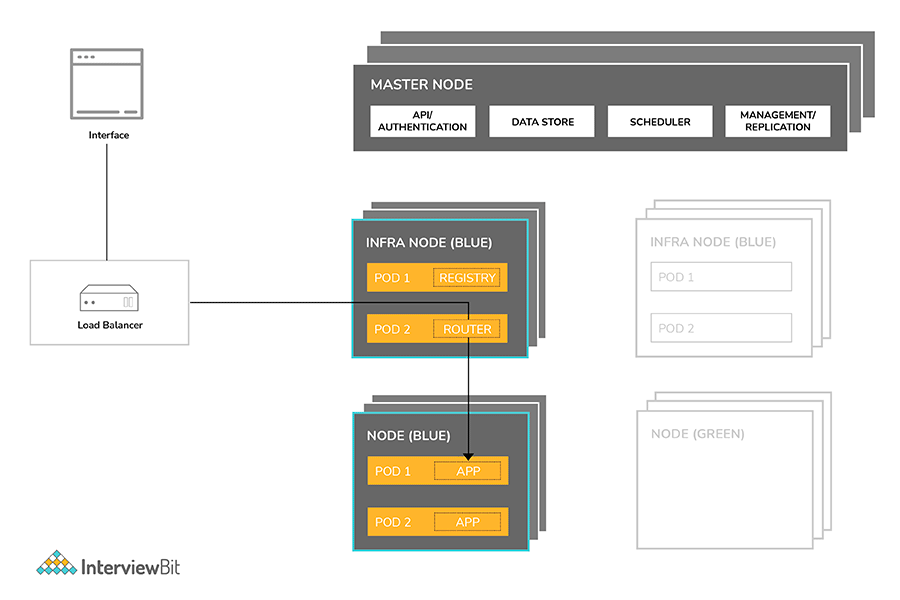 MASTER NODE
API/
AUTHENTICATION
DATA STORE
SCHEDULER
MANAGEMENT/
REPLICATION
Interface
INFRA NODE (BLUE)
POD 1 REGISTRY
POD 2 ROUTER
INFRA NODE (BLUE)
POD 1
POD 2
Load Balancer
NODE (BLUE)
POD 1 APP
POD 2 APP
NODE (GREEN)
InterviewBit